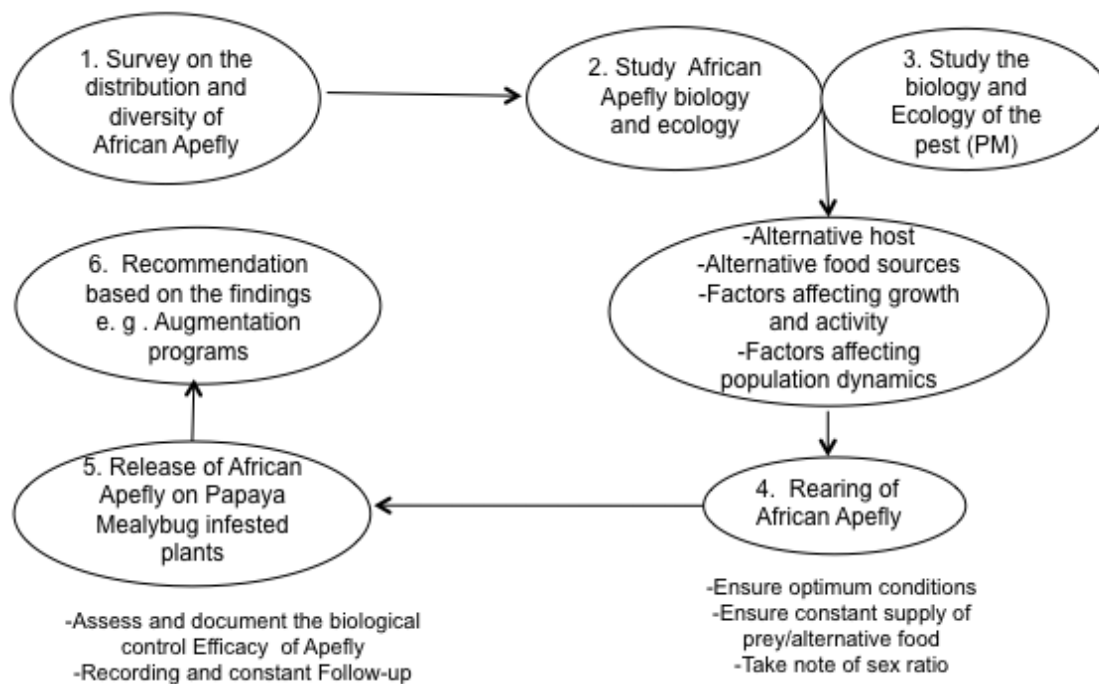 1. Survey on the
distribution and
diversity of
African Apefly
2. Study African
Apefly biology
and ecology
3. Study the
biology and
Ecology of the
pest (PM)
-Alternative host
-Alternative food sources
-Factors affecting growth
and activity
-Factors affecting
population dynamics
4. Rearing of
African Apefly
-Ensure optimum conditions
-Ensure constant supply of
prey/alternative food
-Take note of sex ratio
5. Release of African
Apefly on Papaya
Mealybug infested
plants
-Assess and document the biological
control Efficacy of Apefly
-Recording and constant Follow-up
6. Recommendation
based on the findings
e. g . Augmentation
programs